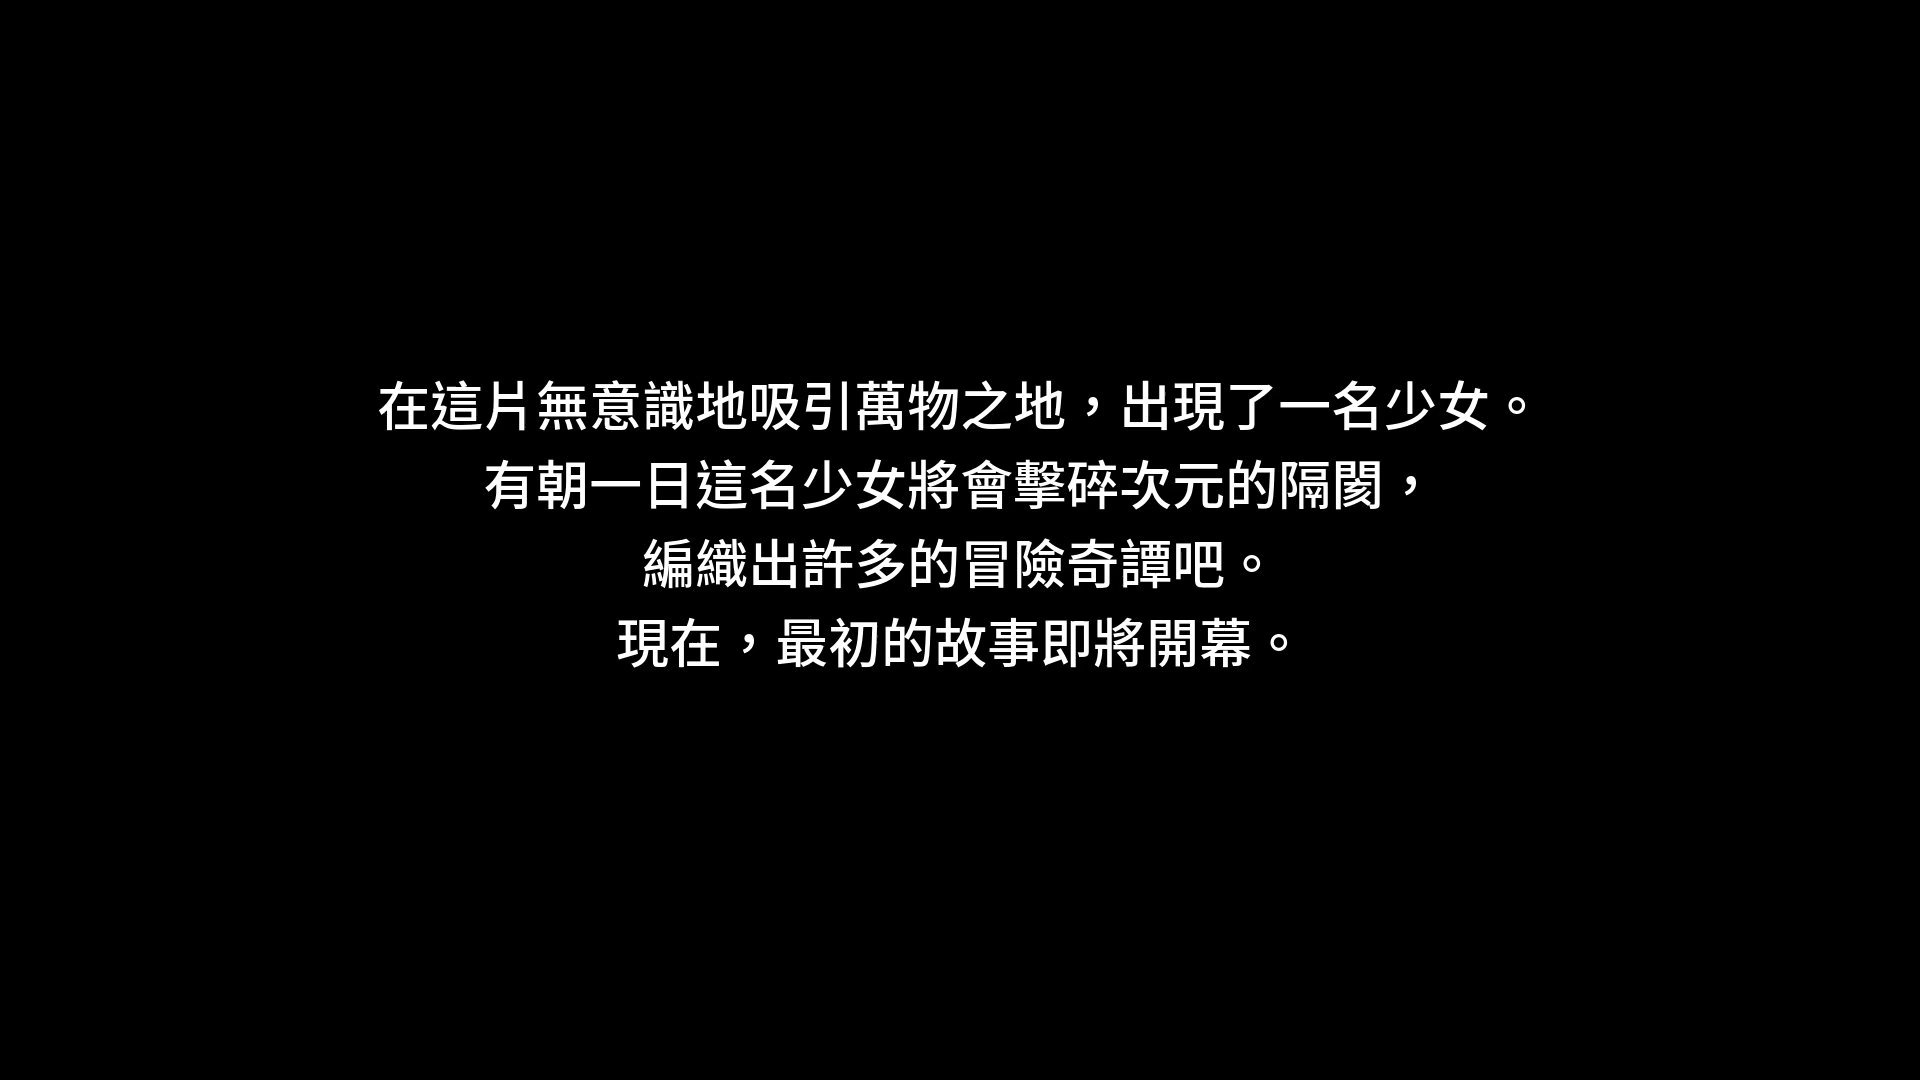 在這片無意識地吸引萬物之地，出現了一名少女。
有朝一日這名少女將會擊碎次元的隔閡，
編織出許多的冒險奇譚吧。
現在，最初的故事即將開幕。